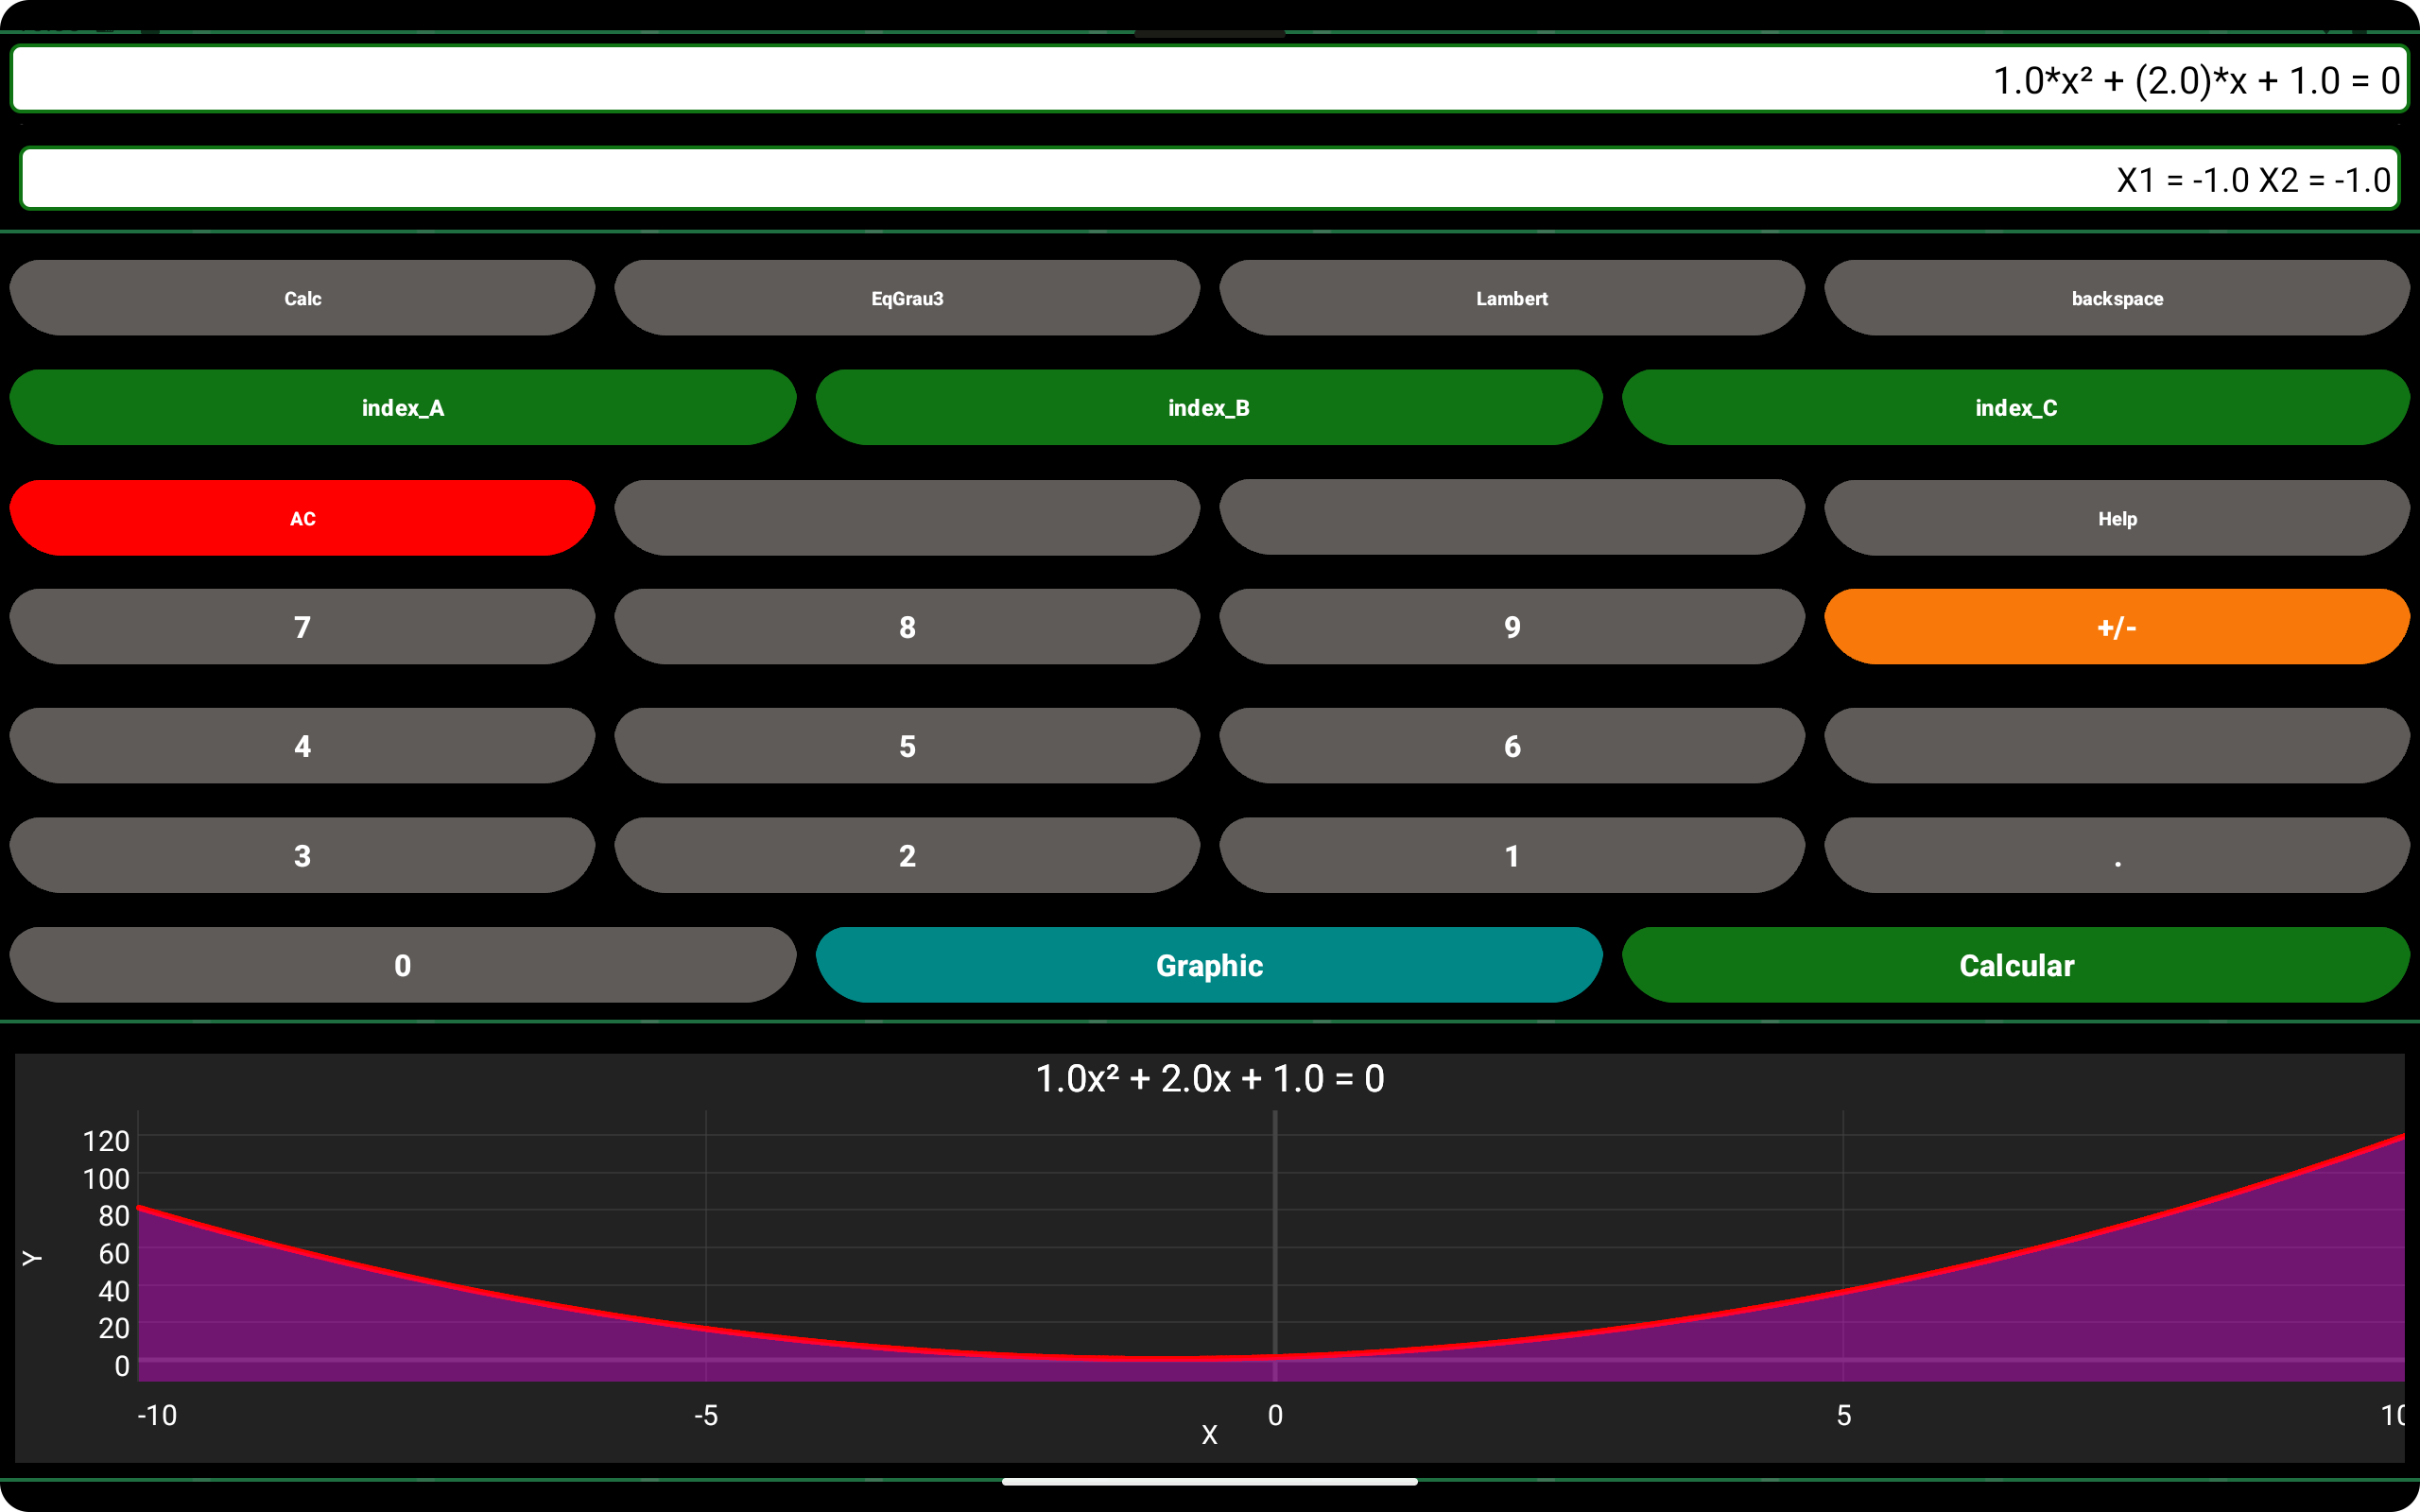 1.0*x² + (2.0)*x + 1.0 = 0
X1 = -1.0 X2 = -1.0
Calc EqGrau3 Lambert backspace
index_A index_B index_C
AC Help
7 8 9 +/-
4 5 6
3 2 1 .
0 Graphic Calcular
1.0x² + 2.0x + 1.0 = 0
120
100
80
60
40
20
0
Y
-10 -5 0 5 10
X